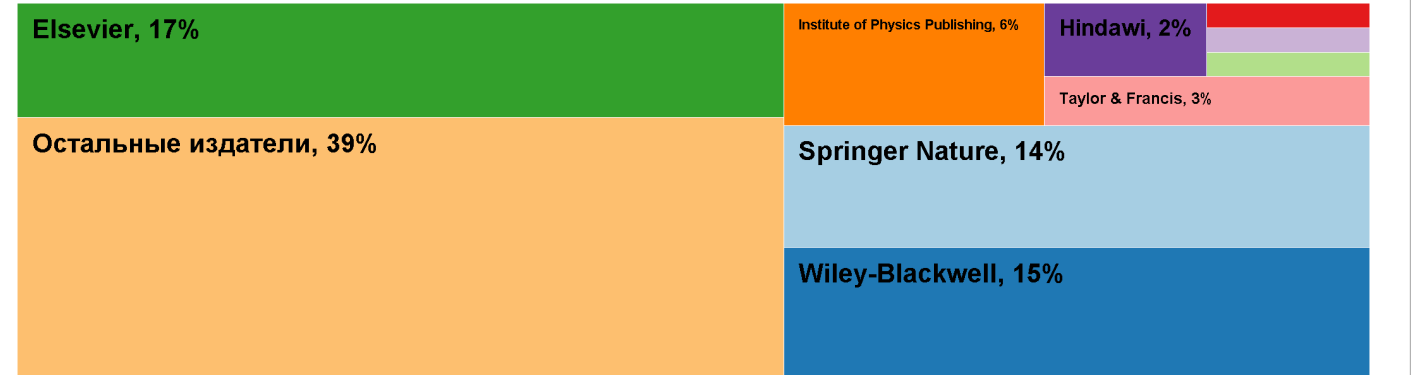 Elsevier, 17%
Остальные издатели, 39%
Institute of Physics Publishing, 6%
Hindawi, 2%
Taylor & Francis, 3%
Springer Nature, 14%
Wiley-Blackwell, 15%